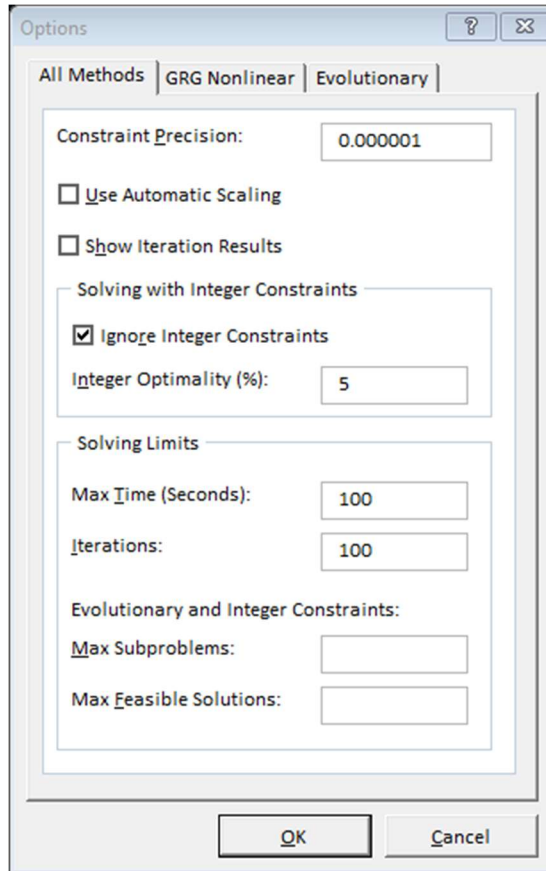 Options
All Methods GRG Nonlinear Evolutionary
Constraint Precision: 0.000001
Use Automatic Scaling
Show Iteration Results
Solving with Integer Constraints
Ignore Integer Constraints
Integer Optimality (%): 5
Solving Limits
Max Time (Seconds): 100
Iterations: 100
Evolutionary and Integer Constraints:
Max Subproblems:
Max Feasible Solutions:
OK Cancel